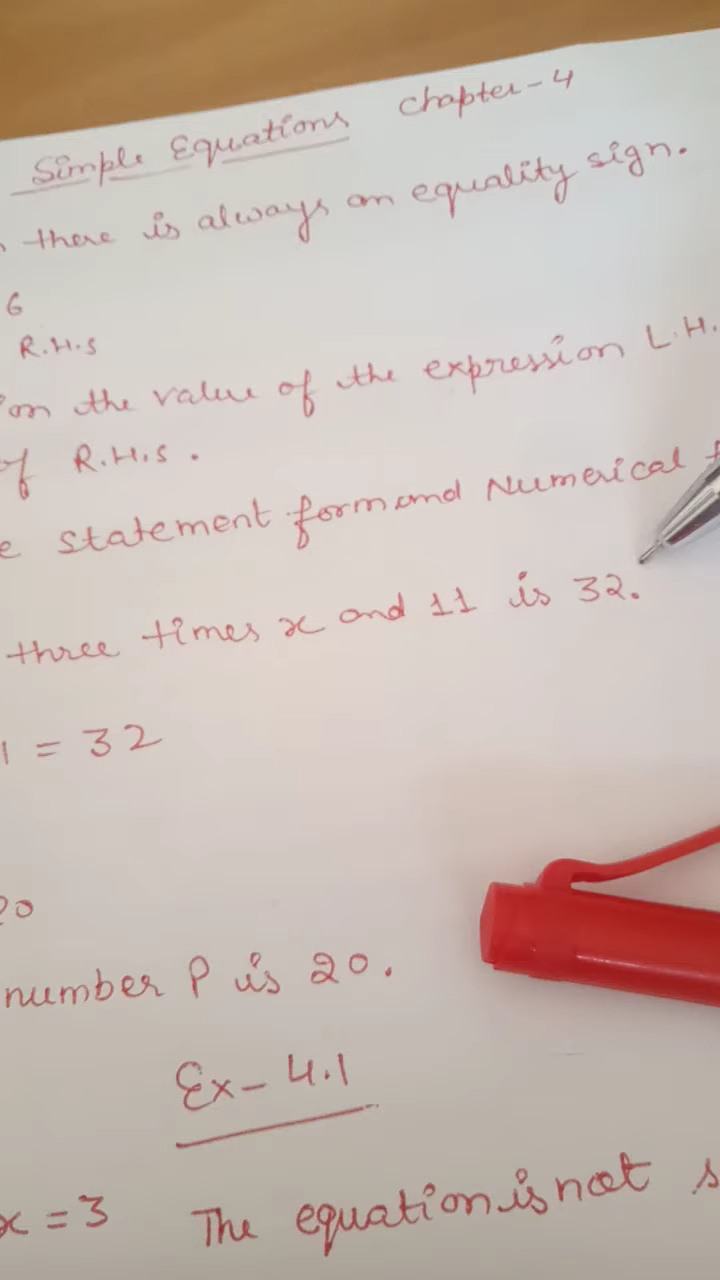 Simple Equations Chapter-4
there is always an equality sign.
6
R.H.S
on the value of the expression L.H.
of R.H.S.
statement form and Numerical
three times x and 11 is 32.
1 = 32
20
number P is 20.
Ex- 4.1
x = 3 The equation is not s